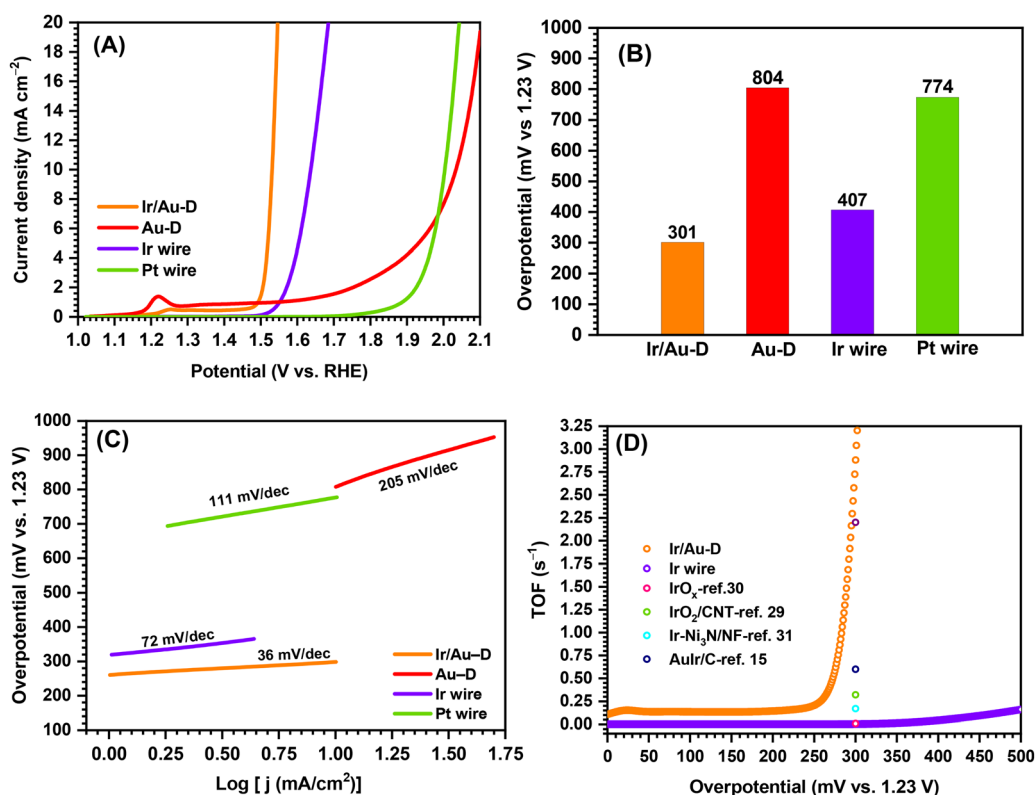 (A)
Current density (mA cm⁻²)
20
18
16
14
12
10
8
6
4
2
0
Ir/Au-D
Au-D
Ir wire
Pt wire
1.0 1.1 1.2 1.3 1.4 1.5 1.6 1.7 1.8 1.9 2.0 2.1
Potential (V vs. RHE)
(B)
Overpotential (mV vs 1.23 V)
1000
900
800
700
600
500
400
300
200
100
0
301
804
407
774
Ir/Au-D Au-D Ir wire Pt wire
(C)
Overpotential (mV vs. 1.23 V)
1000
900
800
700
600
500
400
300
200
100
111 mV/dec
205 mV/dec
72 mV/dec
36 mV/dec
Ir/Au–D
Au–D
Ir wire
Pt wire
0.00 0.25 0.50 0.75 1.00 1.25 1.50 1.75
Log [ j (mA/cm²)]
(D)
TOF (s⁻¹)
3.25
3.00
2.75
2.50
2.25
2.00
1.75
1.50
1.25
1.00
0.75
0.50
0.25
0.00
Ir/Au-D
Ir wire
IrOₓ-ref.30
IrO₂/CNT-ref. 29
Ir-Ni₃N/NF-ref. 31
AuIr/C-ref. 15
0 50 100 150 200 250 300 350 400 450 500
Overpotential (mV vs. 1.23 V)